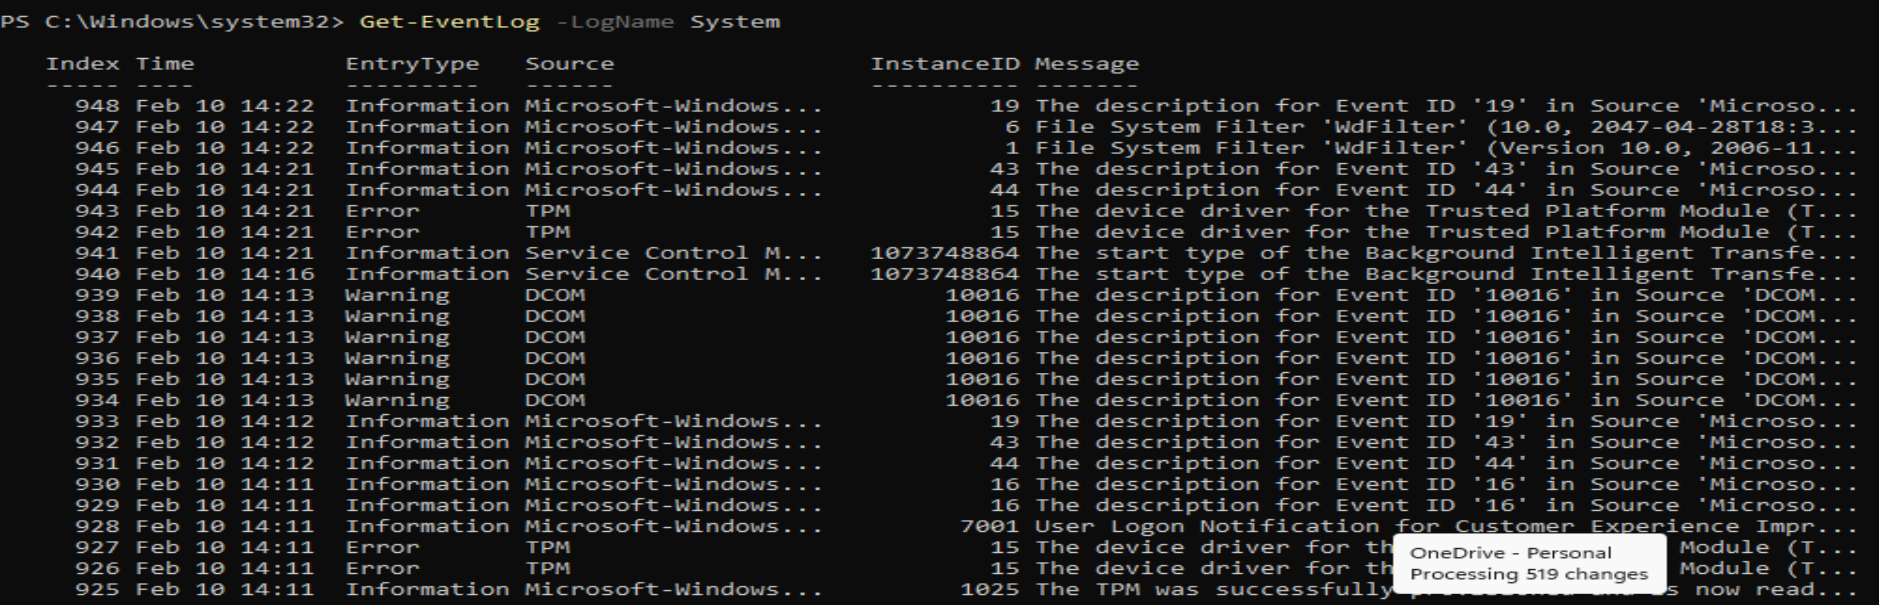 PS C:\Windows\system32> Get-EventLog -LogName System
Index Time EntryType Source InstanceID Message
----- ---- --------- ------ ---------- -------
948 Feb 10 14:22 Information Microsoft-Windows... 19 The description for Event ID '19' in Source 'Microso...
947 Feb 10 14:22 Information Microsoft-Windows... 6 File System Filter 'WdFilter' (10.0, 2047-04-28T18:3...
946 Feb 10 14:22 Information Microsoft-Windows... 1 File System Filter 'WdFilter' (Version 10.0, 2006-11...
945 Feb 10 14:21 Information Microsoft-Windows... 43 The description for Event ID '43' in Source 'Microso...
944 Feb 10 14:21 Information Microsoft-Windows... 44 The description for Event ID '44' in Source 'Microso...
943 Feb 10 14:21 Error TPM 15 The device driver for the Trusted Platform Module (T...
942 Feb 10 14:21 Error TPM 15 The device driver for the Trusted Platform Module (T...
941 Feb 10 14:21 Information Service Control M... 1073748864 The start type of the Background Intelligent Transfe...
940 Feb 10 14:16 Information Service Control M... 1073748864 The start type of the Background Intelligent Transfe...
939 Feb 10 14:13 Warning DCOM 10016 The description for Event ID '10016' in Source 'DCOM...
938 Feb 10 14:13 Warning DCOM 10016 The description for Event ID '10016' in Source 'DCOM...
937 Feb 10 14:13 Warning DCOM 10016 The description for Event ID '10016' in Source 'DCOM...
936 Feb 10 14:13 Warning DCOM 10016 The description for Event ID '10016' in Source 'DCOM...
935 Feb 10 14:13 Warning DCOM 10016 The description for Event ID '10016' in Source 'DCOM...
934 Feb 10 14:13 Warning DCOM 10016 The description for Event ID '10016' in Source 'DCOM...
933 Feb 10 14:12 Information Microsoft-Windows... 19 The description for Event ID '19' in Source 'Microso...
932 Feb 10 14:12 Information Microsoft-Windows... 43 The description for Event ID '43' in Source 'Microso...
931 Feb 10 14:12 Information Microsoft-Windows... 44 The description for Event ID '44' in Source 'Microso...
930 Feb 10 14:11 Information Microsoft-Windows... 16 The description for Event ID '16' in Source 'Microso...
929 Feb 10 14:11 Information Microsoft-Windows... 16 The description for Event ID '16' in Source 'Microso...
928 Feb 10 14:11 Information Microsoft-Windows... 7001 User Logon Notification for Customer Experience Impr...
927 Feb 10 14:11 Error TPM 15 The device driver for th Module (T...
926 Feb 10 14:11 Error TPM 15 The device driver for th Module (T...
925 Feb 10 14:11 Information Microsoft-Windows... 1025 The TPM was successfully now read...
OneDrive - Personal
Processing 519 changes